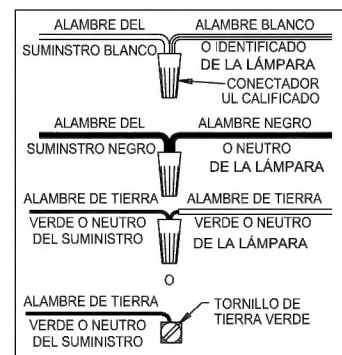 ALAMBRE DEL
SUMINSTRO BLANCO
ALAMBRE BLANCO
O IDENTIFICADO
DE LA LÁMPARA
CONECTADOR
UL CALIFICADO
ALAMBRE DEL
SUMINSTRO NEGRO
ALAMBRE NEGRO
O NEUTRO
DE LA LÁMPARA
ALAMBRE DE TIERRA
VERDE O NEUTRO
DEL SUMINISTRO
ALAMBRE DE TIERRA
VERDE O NEUTRO
DE LA LÁMPARA
O
ALAMBRE DE TIERRA
VERDE O NEUTRO
DEL SUMINISTRO
TORNILLO DE
TIERRA VERDE